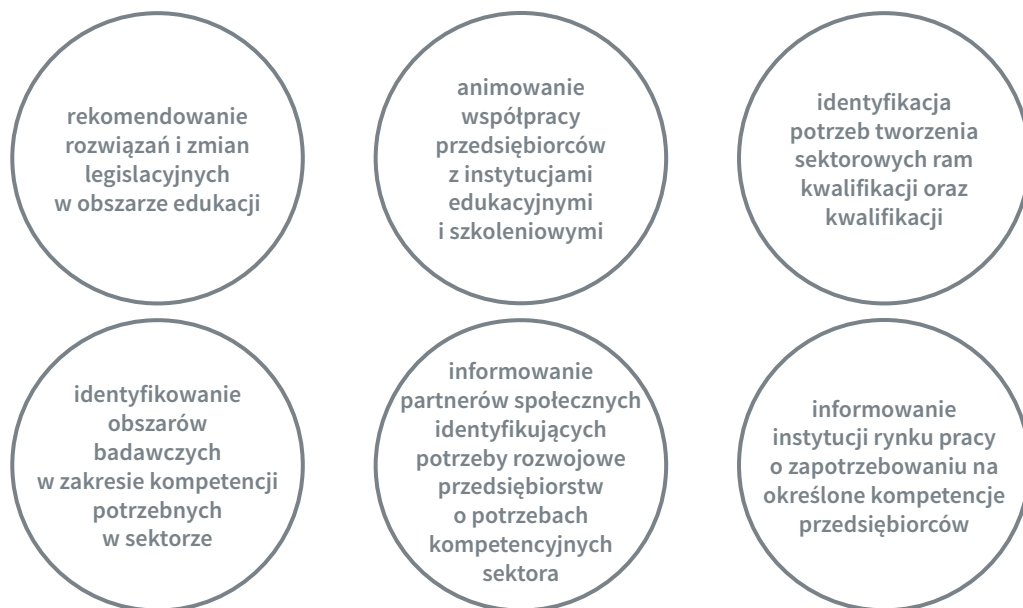 rekomendowanie
rozwiązań i zmian
legislacyjnych
w obszarze edukacji
animowanie
współpracy
przedsiębiorców
z instytucjami
edukacyjnymi
i szkoleniowymi
identyfikacja
potrzeb tworzenia
sektorowych ram
kwalifikacji oraz
kwalifikacji
identyfikowanie
obszarów
badawczych
w zakresie kompetencji
potrzebnych
w sektorze
informowanie
partnerów społecznych
identyfikujących
potrzeby rozwojowe
przedsiębiorstw
o potrzebach
kompetencyjnych
sektora
informowanie
instytucji rynku pracy
o zapotrzebowaniu na
określone kompetencje
przedsiębiorców